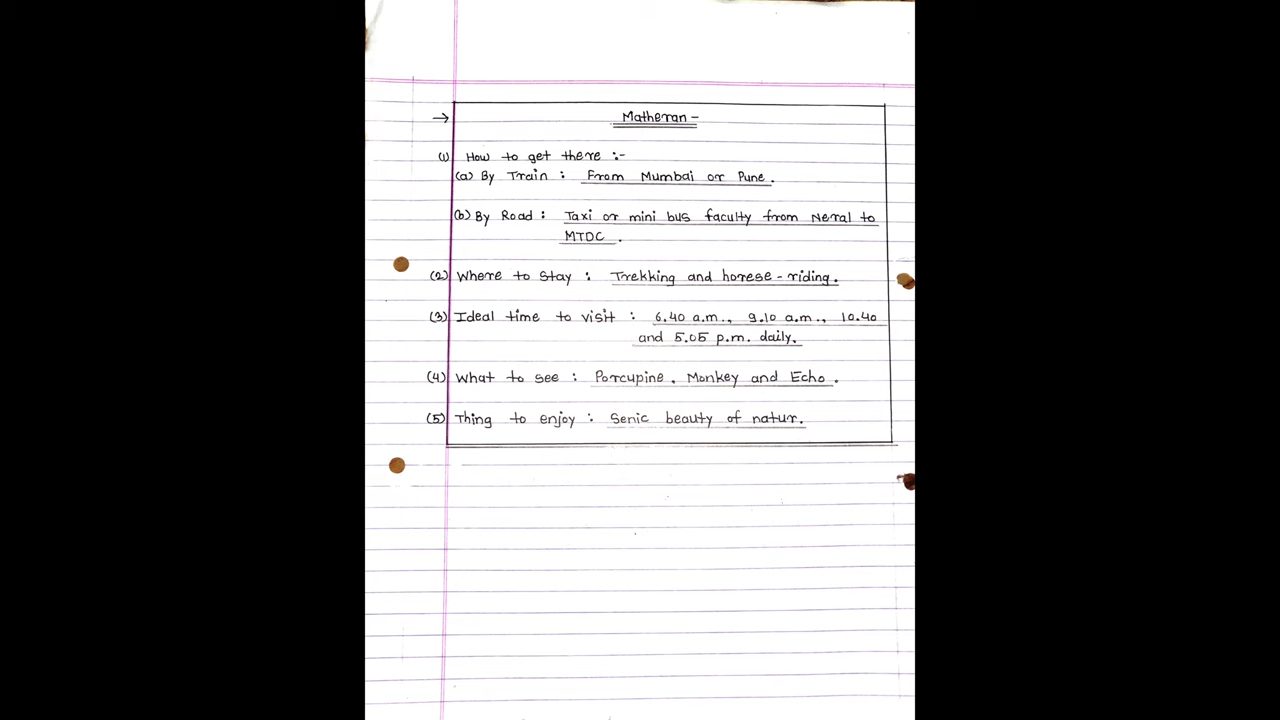 → Matheran -
(1) How to get there :-
(a) By Train : From Mumbai or Pune.
(b) By Road : Taxi or mini bus faculty from Neral to
MTDC.
(2) Where to stay : Trekking and horese - riding.
(3) Ideal time to visit : 6.40 a.m., 9.10 a.m., 10.40
and 5.05 p.m. daily.
(4) What to see : Porcupine, Monkey and Echo.
(5) Thing to enjoy : Senic beauty of natur.